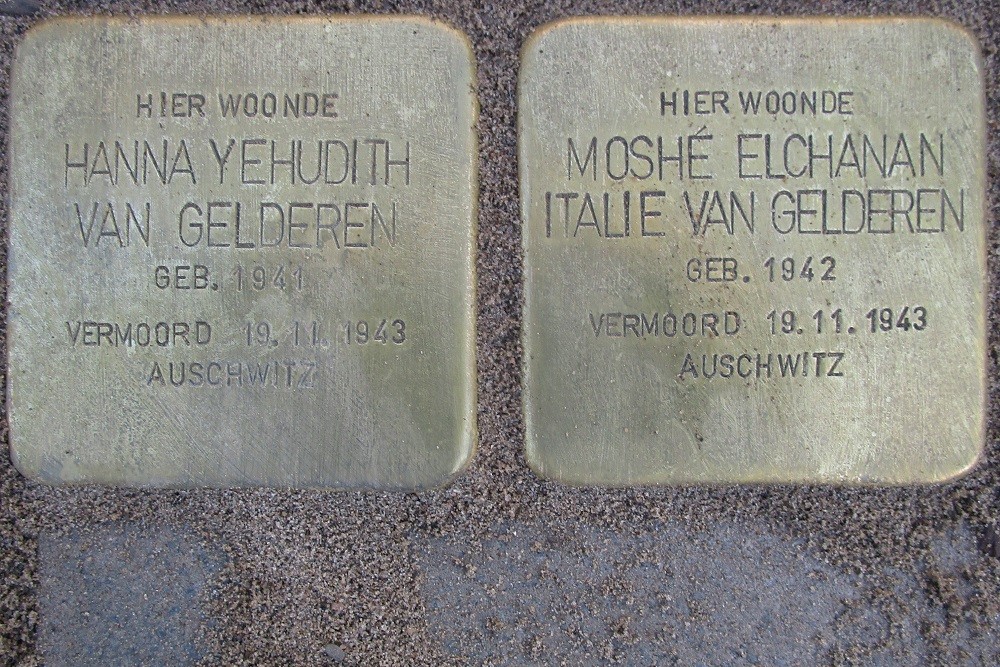 HIER WOONDE
HANNA YEHUDITH
VAN GELDEREN
GEB. 1941
VERMOORD 19.11.1943
AUSCHWITZ
HIER WOONDE
MOSHÉ ELCHANAN
ITALIE VAN GELDEREN
GEB. 1942
VERMOORD 19.11.1943
AUSCHWITZ